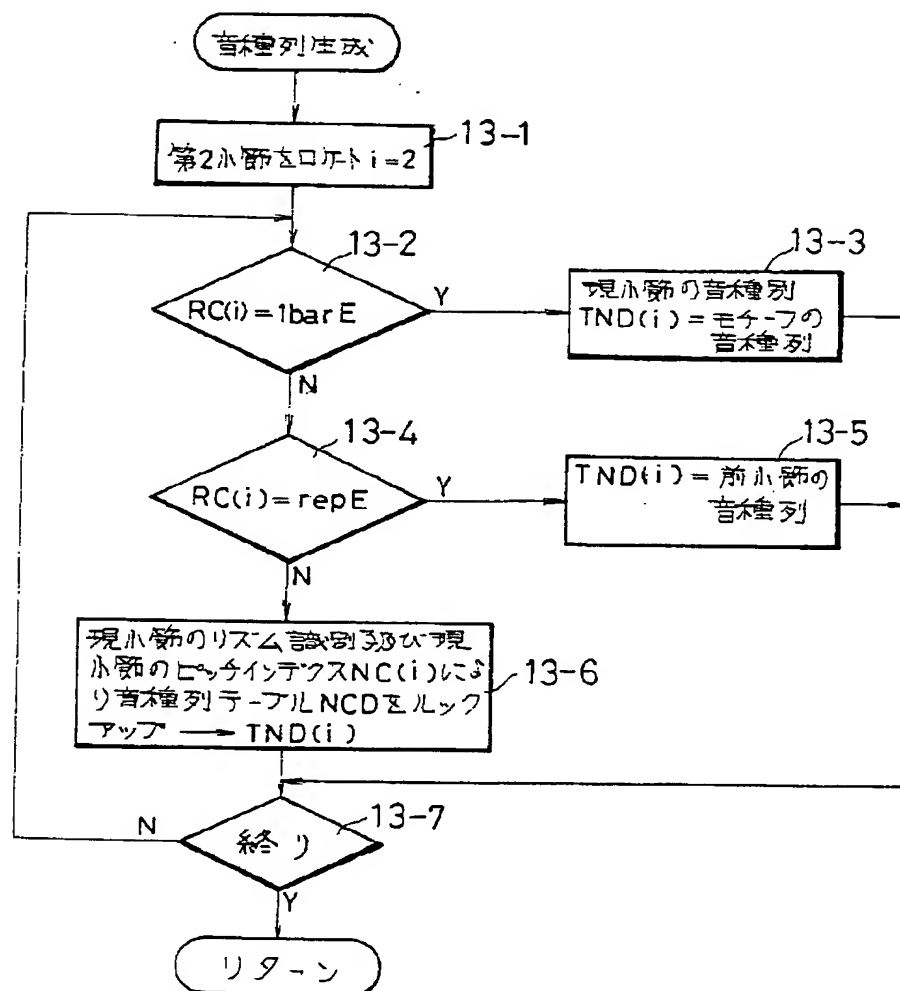 音種列生成
13-1
第2小節をロケト i=2
13-2
RC(i)=1barE
Y
N
13-3
現小節の音種別
TND(i)=モチーフの
音種列
13-4
RC(i)=repE
Y
N
13-5
TND(i)=前小節の
音種列
13-6
現小節のリズム識別及び現
小節のピッチインデクスNC(i)によ
り音種列テーブルNCDをルック
アップ → TND(i)
13-7
終り
N
Y
リターン